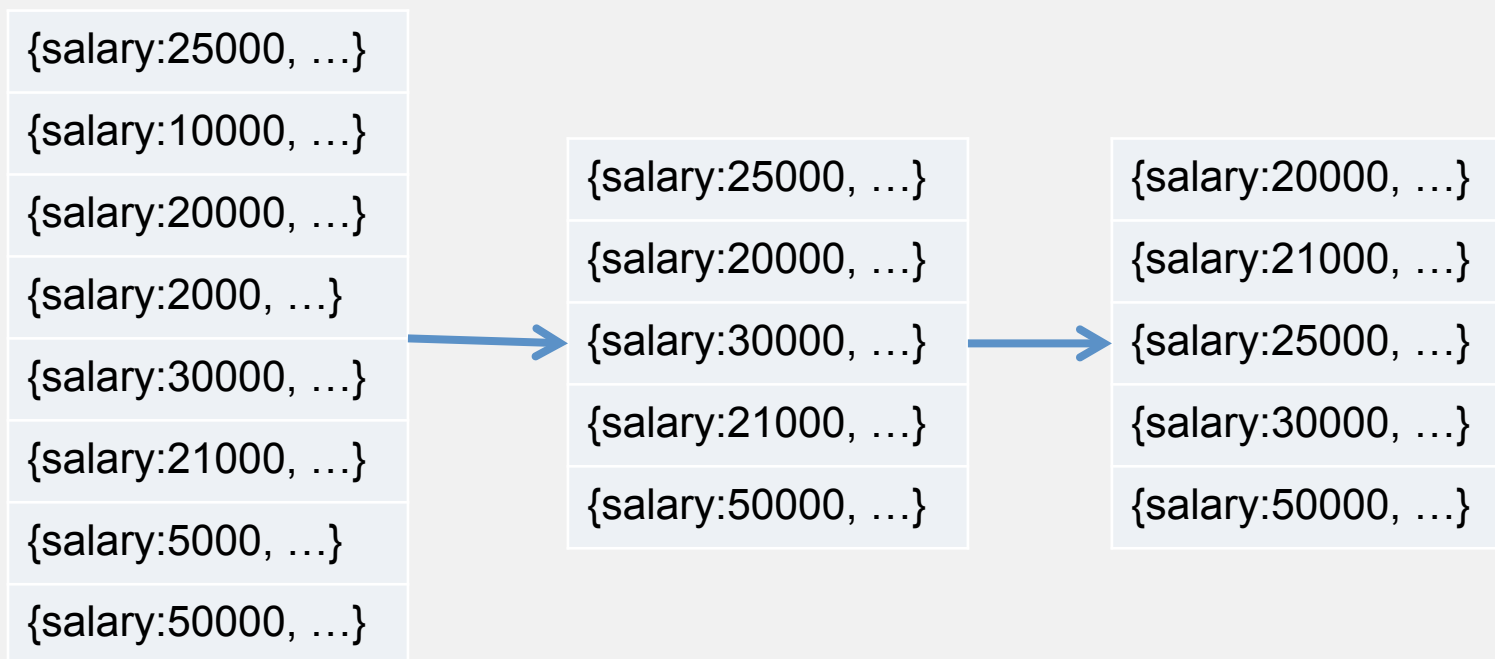 {salary:25000, …}
{salary:10000, …}
{salary:20000, …}
{salary:2000, …}
{salary:30000, …}
{salary:21000, …}
{salary:5000, …}
{salary:50000, …}
{salary:25000, …}
{salary:20000, …}
{salary:30000, …}
{salary:21000, …}
{salary:50000, …}
{salary:20000, …}
{salary:21000, …}
{salary:25000, …}
{salary:30000, …}
{salary:50000, …}